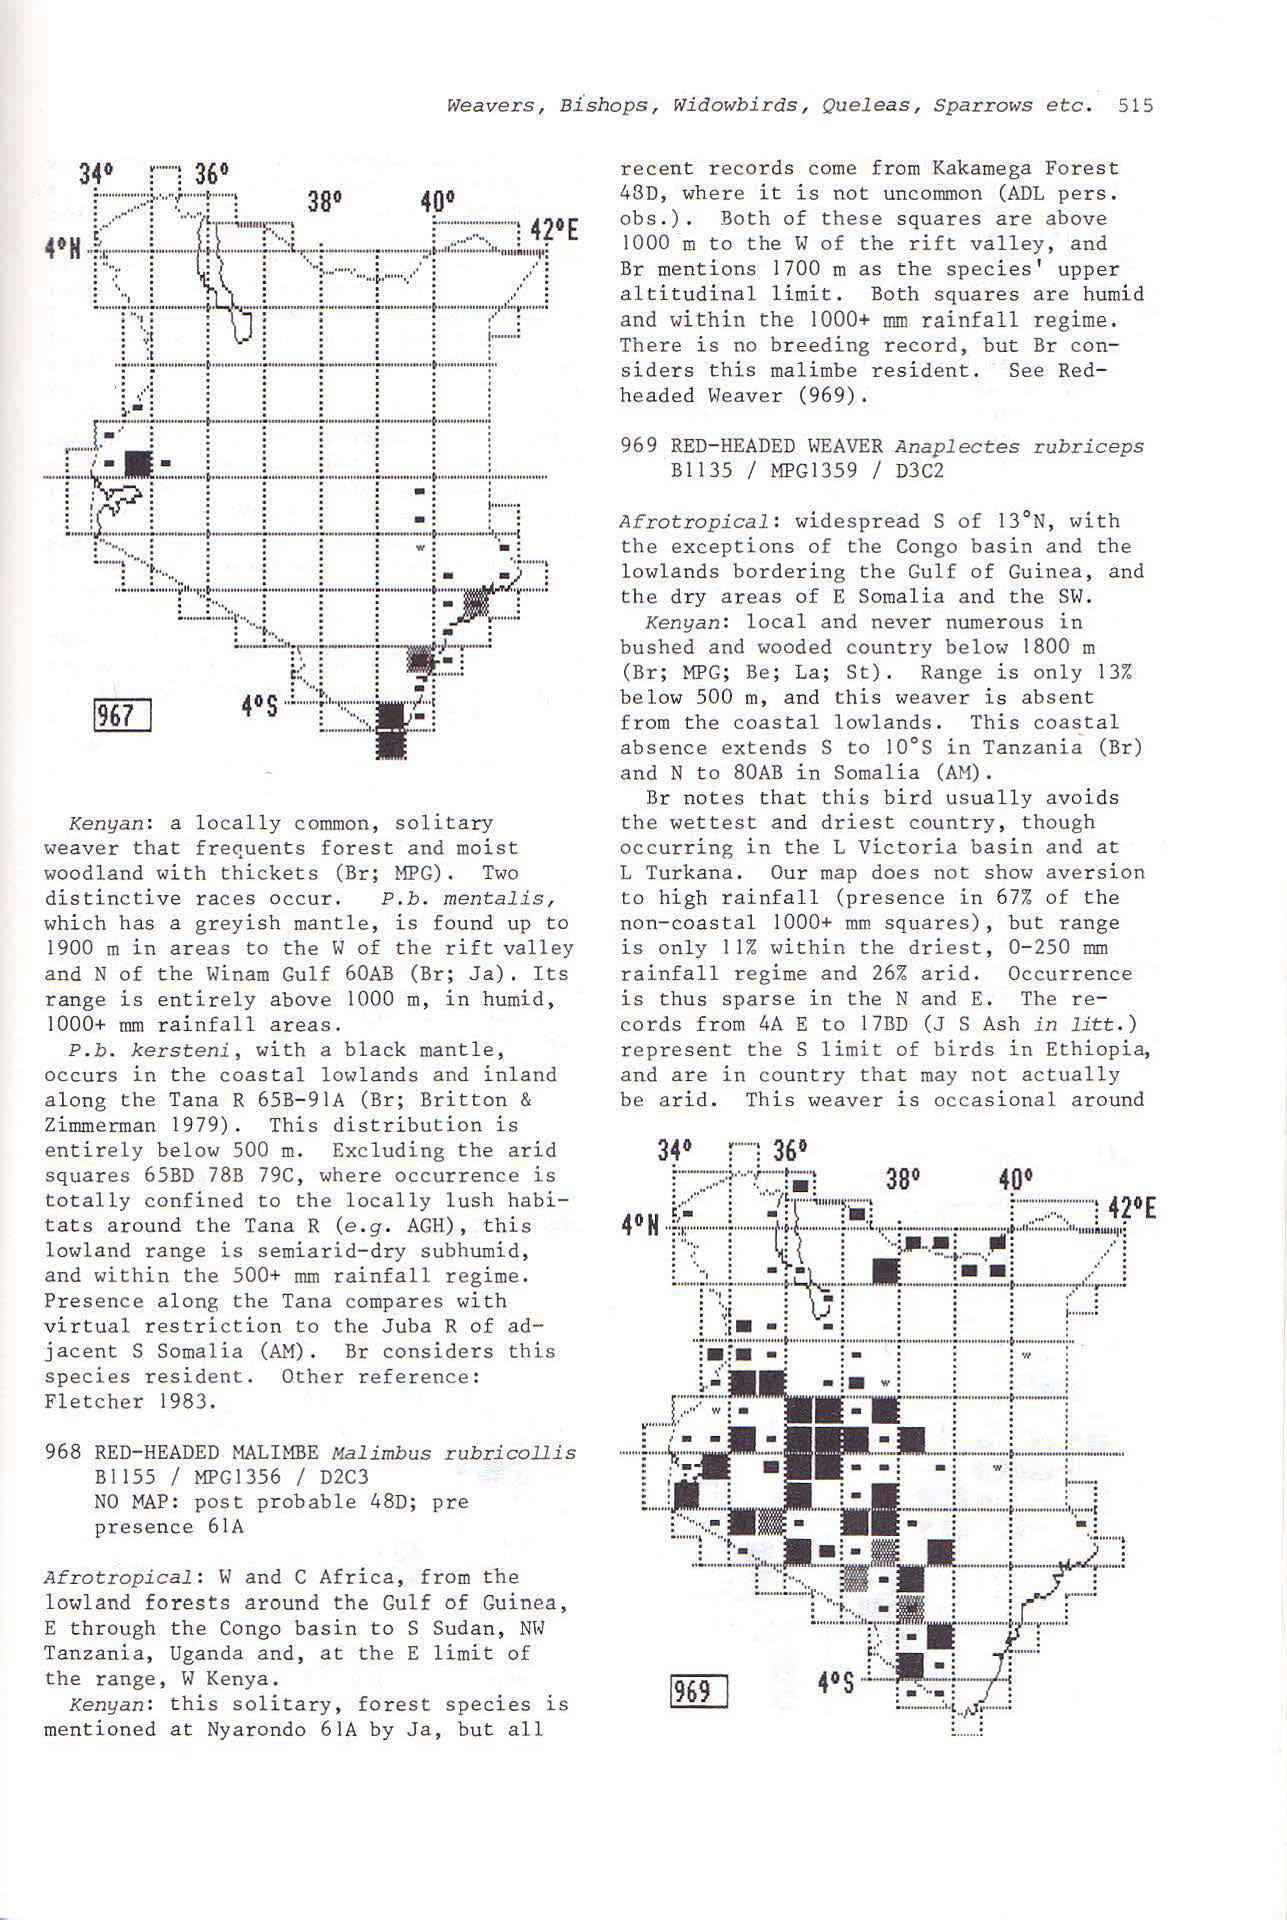 Weavers, Bishops, Widowbirds, Queleas, Sparrows etc. 515
34° 36°
38° 40°
42°E
4°N
w
4°S
967
Kenyan: a locally common, solitary
weaver that frequents forest and moist
woodland with thickets (Br; MPG). Two
distinctive races occur. P.b. mentalis,
which has a greyish mantle, is found up to
1900 m in areas to the W of the rift valley
and N of the Winam Gulf 60AB (Br; Ja). Its
range is entirely above 1000 m, in humid,
1000+ mm rainfall areas.
P.b. kersteni, with a black mantle,
occurs in the coastal lowlands and inland
along the Tana R 65B-91A (Br; Britton &
Zimmerman 1979). This distribution is
entirely below 500 m. Excluding the arid
squares 65BD 78B 79C, where occurrence is
totally confined to the locally lush habi-
tats around the Tana R (e.g. AGH), this
lowland range is semiarid-dry subhumid,
and within the 500+ mm rainfall regime.
Presence along the Tana compares with
virtual restriction to the Juba R of ad-
jacent S Somalia (AM). Br considers this
species resident. Other reference:
Fletcher 1983.
968 RED-HEADED MALIMBE Malimbus rubricollis
B1155 / MPG1356 / D2C3
NO MAP: post probable 48D; pre
presence 61A
Afrotropical: W and C Africa, from the
lowland forests around the Gulf of Guinea,
E through the Congo basin to S Sudan, NW
Tanzania, Uganda and, at the E limit of
the range, W Kenya.
Kenyan: this solitary, forest species is
mentioned at Nyarondo 61A by Ja, but all
recent records come from Kakamega Forest
48D, where it is not uncommon (ADL pers.
obs.). Both of these squares are above
1000 m to the W of the rift valley, and
Br mentions 1700 m as the species' upper
altitudinal limit. Both squares are humid
and within the 1000+ mm rainfall regime.
There is no breeding record, but Br con-
siders this malimbe resident. See Red-
headed Weaver (969).
969 RED-HEADED WEAVER Anaplectes rubriceps
B1135 / MPG1359 / D3C2
Afrotropical: widespread S of 13°N, with
the exceptions of the Congo basin and the
lowlands bordering the Gulf of Guinea, and
the dry areas of E Somalia and the SW.
Kenyan: local and never numerous in
bushed and wooded country below 1800 m
(Br; MPG; Be; La; St). Range is only 13%
below 500 m, and this weaver is absent
from the coastal lowlands. This coastal
absence extends S to 10°S in Tanzania (Br)
and N to 80AB in Somalia (AM).
Br notes that this bird usually avoids
the wettest and driest country, though
occurring in the L Victoria basin and at
L Turkana. Our map does not show aversion
to high rainfall (presence in 67% of the
non-coastal 1000+ mm squares), but range
is only 11% within the driest, 0-250 mm
rainfall regime and 26% arid. Occurrence
is thus sparse in the N and E. The re-
cords from 4A E to 17BD (J S Ash in litt.)
represent the S limit of birds in Ethiopia,
and are in country that may not actually
be arid. This weaver is occasional around
34° 36°
38° 40°
42°E
4°N
w
w
w
w
4°S
969